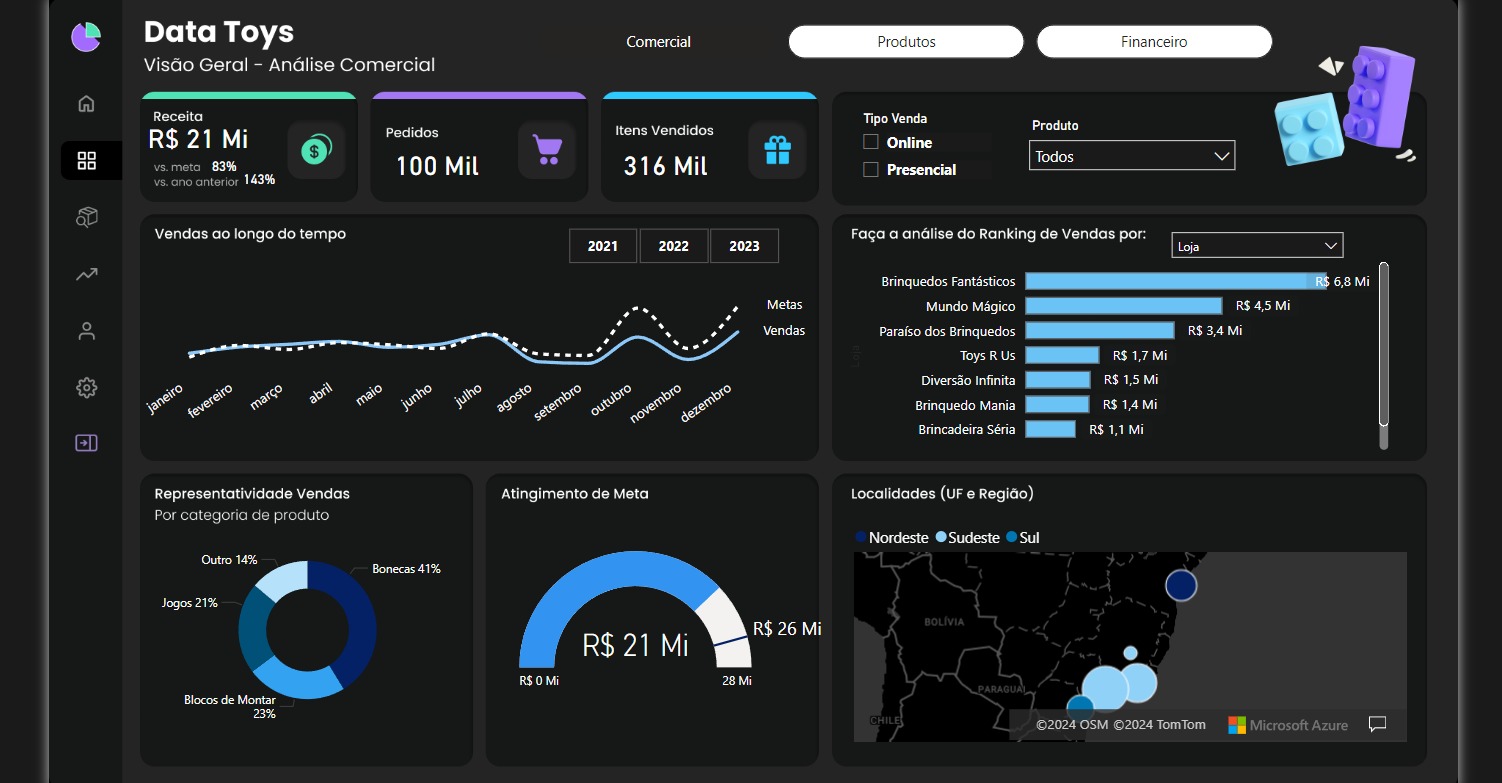 Data Toys
Visão Geral - Análise Comercial
Comercial
Produtos
Financeiro
Receita
R$ 21 Mi
vs. meta 83%
vs. ano anterior 143%
Pedidos
100 Mil
Itens Vendidos
316 Mil
Tipo Venda
Online
Presencial
Produto
Todos
Vendas ao longo do tempo
2021
2022
2023
Metas
Vendas
janeiro
fevereiro
março
abril
maio
junho
julho
agosto
setembro
outubro
novembro
dezembro
Faça a análise do Ranking de Vendas por:
Loja
Loja
Brinquedos Fantásticos R$ 6,8 Mi
Mundo Mágico R$ 4,5 Mi
Paraíso dos Brinquedos R$ 3,4 Mi
Toys R Us R$ 1,7 Mi
Diversão Infinita R$ 1,5 Mi
Brinquedo Mania R$ 1,4 Mi
Brincadeira Séria R$ 1,1 Mi
Representatividade Vendas
Por categoria de produto
Outro 14%
Bonecas 41%
Jogos 21%
Blocos de Montar
23%
Atingimento de Meta
R$ 21 Mi
R$ 26 Mi
R$ 0 Mi
28 Mi
Localidades (UF e Região)
Nordeste Sudeste Sul
BOLÍVIA
PARAGUAI
CHILE
©2024 OSM ©2024 TomTom
Microsoft Azure